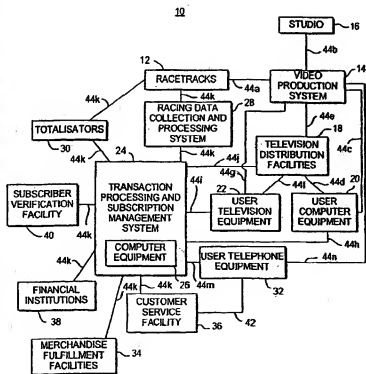 10
STUDIO
16
44b
12
RACETRACKS
44a
VIDEO
PRODUCTION
SYSTEM
14
44k
44k
RACING DATA
COLLECTION AND
PROCESSING SYSTEM
28
44e
18
44c
TOTALISATORS
30
44k
24
44k
44j
TELEVISION
DISTRIBUTION
FACILITIES
44g
44l
44d
20
SUBSCRIBER
VERIFICATION
FACILITY
40
44k
TRANSACTION
PROCESSING AND
SUBSCRIPTION
MANAGEMENT
SYSTEM
44i
22
USER
TELEVISION
EQUIPMENT
USER
COMPUTER
EQUIPMENT
44h
COMPUTER
EQUIPMENT
26
USER TELEPHONE
EQUIPMENT
44n
32
44k
44k
44k
44m
FINANCIAL
INSTITUTIONS
38
CUSTOMER
SERVICE
FACILITY
36
42
MERCHANDISE
FULFILLMENT FACILITIES
34